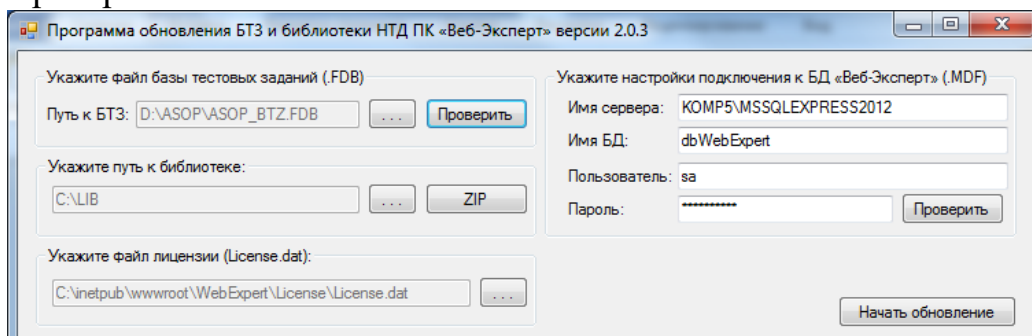 Программа обновления БТЗ и библиотеки НТД ПК «Веб-Эксперт» версии 2.0.3
Укажите файл базы тестовых заданий (.FDB)
Путь к БТЗ: D:\ASOP\ASOP_BTZ.FDB ... Проверить
Укажите путь к библиотеке:
C:\LIB ... ZIP
Укажите файл лицензии (License.dat):
C:\inetpub\wwwroot\WebExpert\License\License.dat ...
Укажите настройки подключения к БД «Веб-Эксперт» (.MDF)
Имя сервера: KOMP5\MSSQLEXPRESS2012
Имя БД: dbWebExpert
Пользователь: sa
Пароль: ********** Проверить
Начать обновление